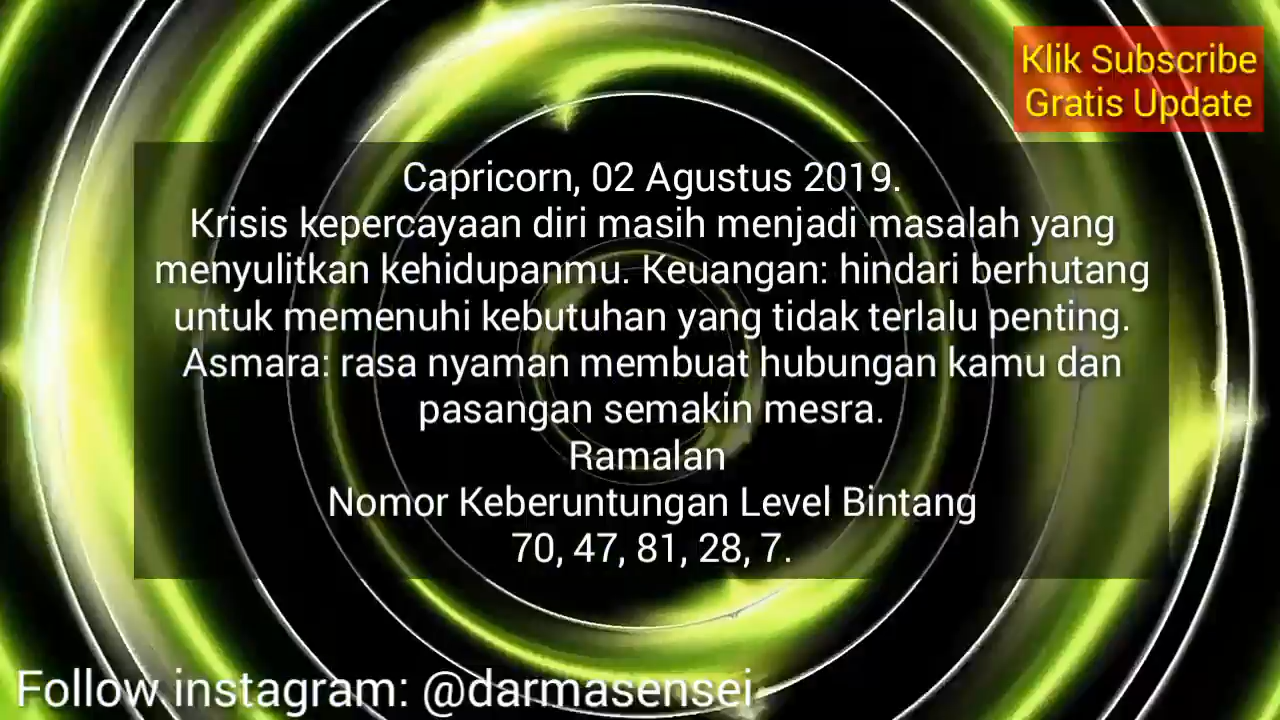 Klik Subscribe
Gratis Update
Capricorn, 02 Agustus 2019.
Krisis kepercayaan diri masih menjadi masalah yang
menyulitkan kehidupanmu. Keuangan: hindari berhutang
untuk memenuhi kebutuhan yang tidak terlalu penting.
Asmara: rasa nyaman membuat hubungan kamu dan
pasangan semakin mesra.
Ramalan
Nomor Keberuntungan Level Bintang
70, 47, 81, 28, 7.
Follow instagram: @darmasensei